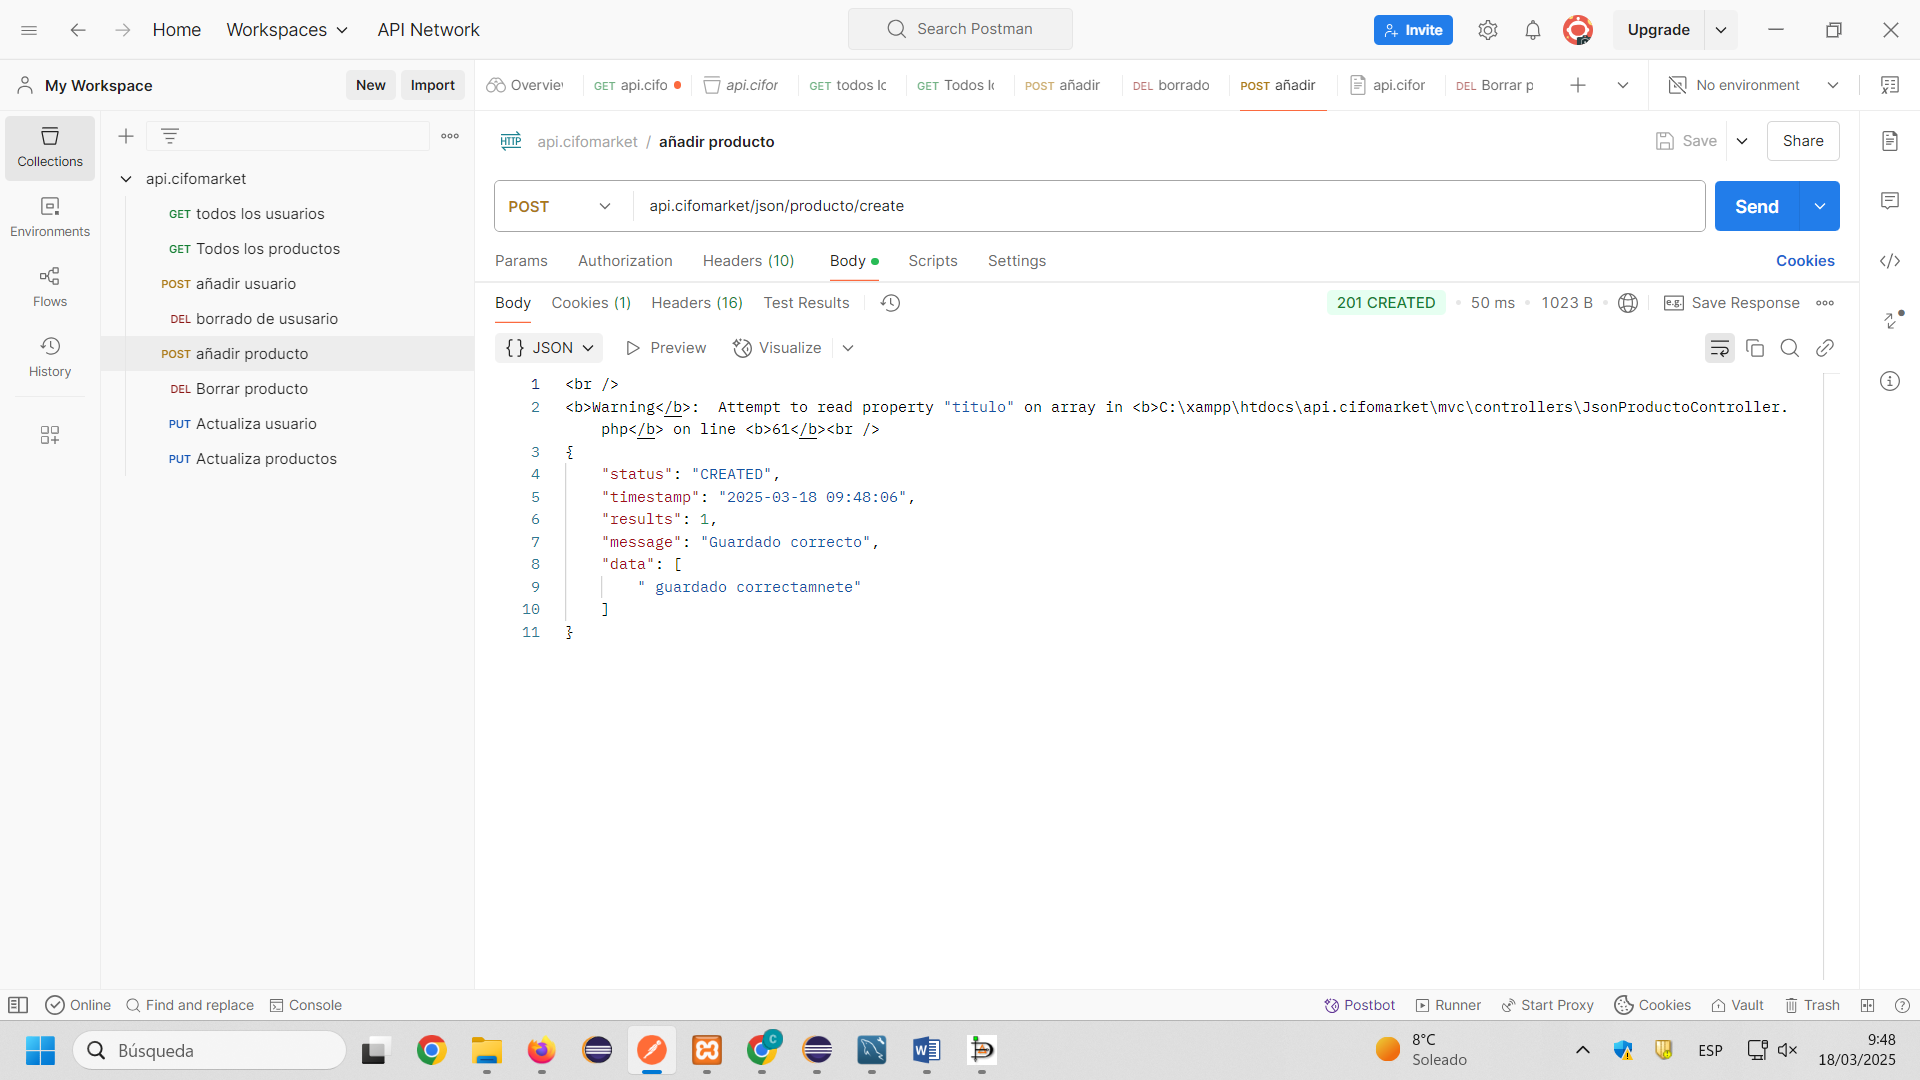 Home
Workspaces
API Network
Search Postman
Invite
Upgrade
My Workspace
New
Import
Overviev
GET api.cifo
api.cifor
GET todos lc
GET Todos lo
POST añadir
DEL borrado
POST añadir
api.cifor
DEL Borrar p
No environment
Collections
Environments
Flows
History
api.cifomarket
GET todos los usuarios
GET Todos los productos
POST añadir usuario
DEL borrado de ususario
POST añadir producto
DEL Borrar producto
PUT Actualiza usuario
PUT Actualiza productos
HTTP api.cifomarket / añadir producto
Save
Share
POST
api.cifomarket/json/producto/create
Send
Params
Authorization
Headers (10)
Body
Scripts
Settings
Cookies
Body
Cookies (1)
Headers (16)
Test Results
201 CREATED
50 ms
1023 B
e.g. Save Response
{} JSON
Preview
Visualize
1 <br />
2 <b>Warning</b>:  Attempt to read property "titulo" on array in <b>C:\xampp\htdocs\api.cifomarket\mvc\controllers\JsonProductoController.
php</b> on line <b>61</b><br />
3 {
4 "status": "CREATED",
5 "timestamp": "2025-03-18 09:48:06",
6 "results": 1,
7 "message": "Guardado correcto",
8 "data": [
9 " guardado correctamnete"
10 ]
11 }
Online
Find and replace
Console
Postbot
Runner
Start Proxy
Cookies
Vault
Trash
Búsqueda
8°C
Soleado
ESP
9:48
18/03/2025